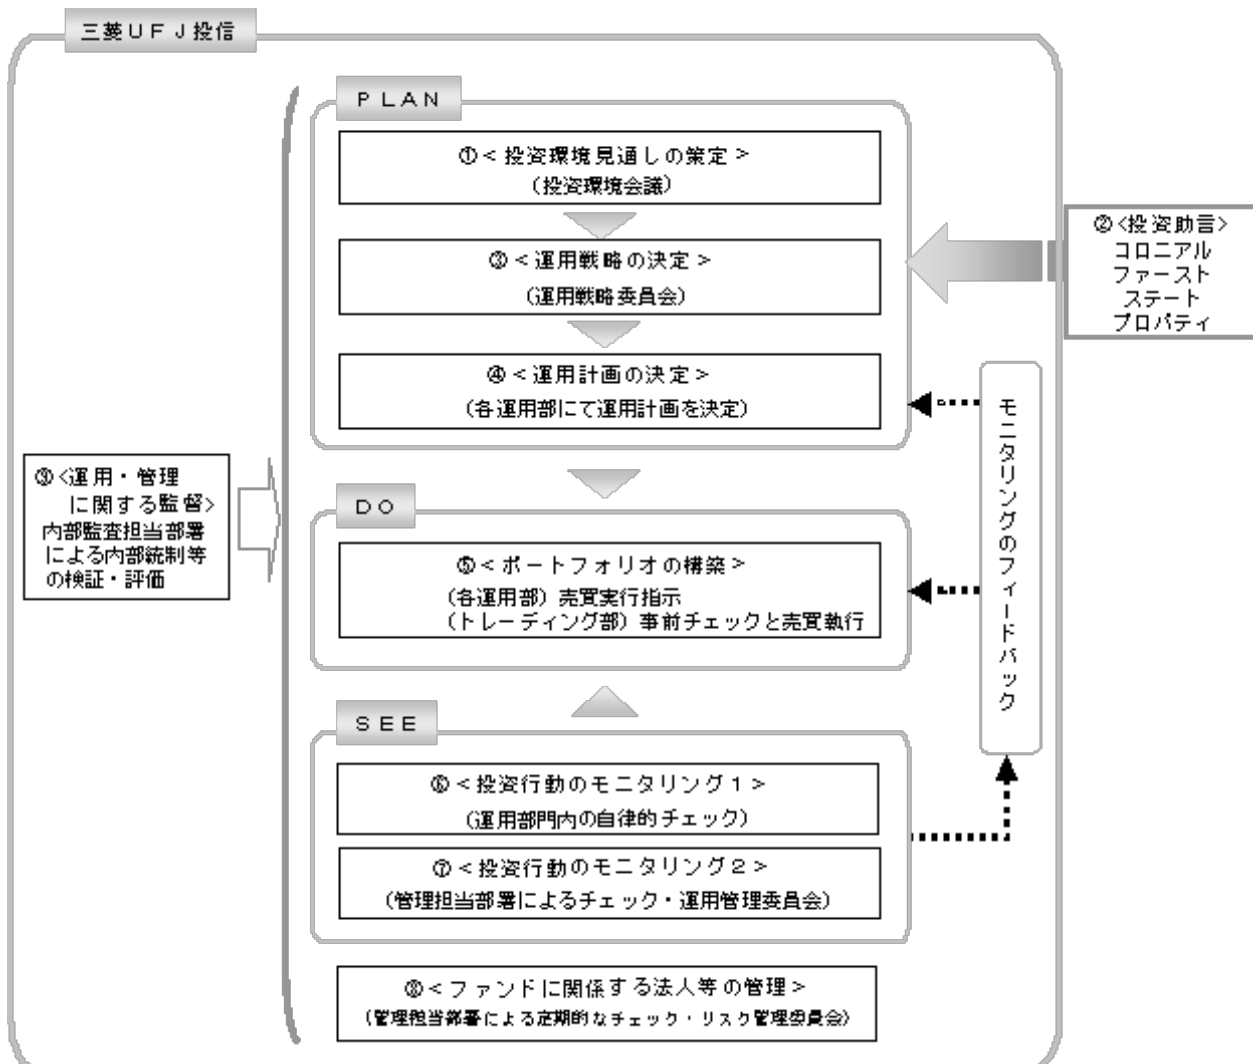 三菱ＵＦＪ投信
ＰＬＡＮ
①＜投資環境見通しの策定＞
（投資環境会議）
②＜投資助言＞
コロニアル
ファースト
ステート
プロパティ
③＜運用戦略の決定＞
（運用戦略委員会）
④＜運用計画の決定＞
（各運用部にて運用計画を決定）
モニタリングのフィードバック
⑨＜運用・管理
に関する監督＞
内部監査担当部署
による内部統制等
の検証・評価
ＤＯ
⑤＜ポートフォリオの構築＞
（各運用部）売買実行指示
（トレーディング部）事前チェックと売買執行
ＳＥＥ
⑥＜投資行動のモニタリング１＞
（運用部門内の自律的チェック）
⑦＜投資行動のモニタリング２＞
（管理担当部署によるチェック・運用管理委員会）
⑧＜ファンドに関係する法人等の管理＞
（管理担当部署による定期的なチェック・リスク管理委員会）